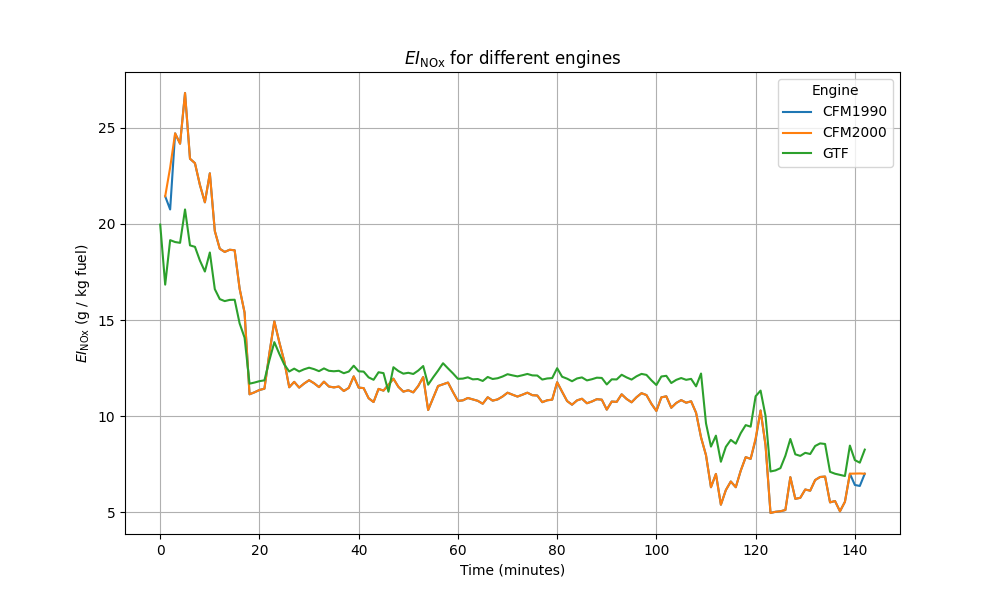 EI_NOx for different engines
Engine
CFM1990
CFM2000
GTF
EI_NOx (g / kg fuel)
25
20
15
10
5
0 20 40 60 80 100 120 140
Time (minutes)